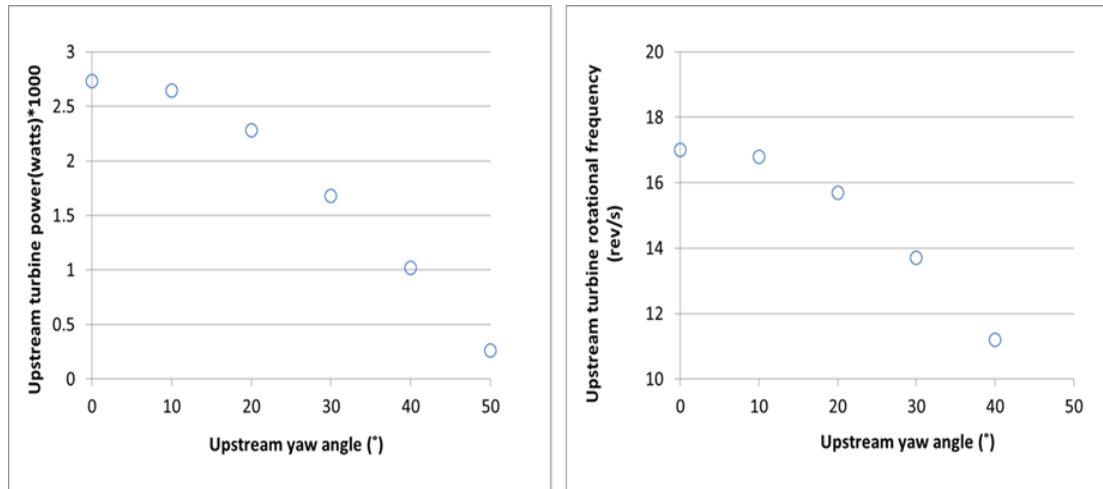 Upstream turbine power(watts)*1000
3
2.5
2
1.5
1
0.5
0
0 10 20 30 40 50
Upstream yaw angle (˚)
Upstream turbine rotational frequency
(rev/s)
20
18
16
14
12
10
0 10 20 30 40 50
Upstream yaw angle (˚)